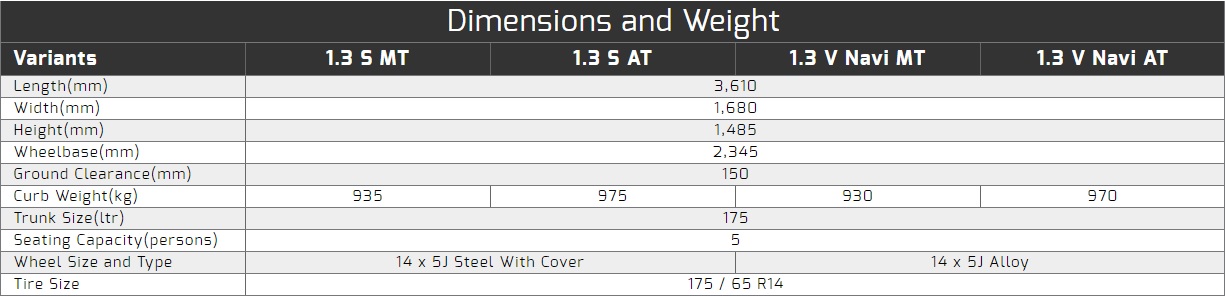 Dimensions and Weight
Variants 1.3 S MT 1.3 S AT 1.3 V Navi MT 1.3 V Navi AT
Length(mm) 3,610
Width(mm) 1,680
Height(mm) 1,485
Wheelbase(mm) 2,345
Ground Clearance(mm) 150
Curb Weight(kg) 935 975 930 970
Trunk Size(ltr) 175
Seating Capacity(persons) 5
Wheel Size and Type 14 x 5J Steel With Cover 14 x 5J Alloy
Tire Size 175 / 65 R14